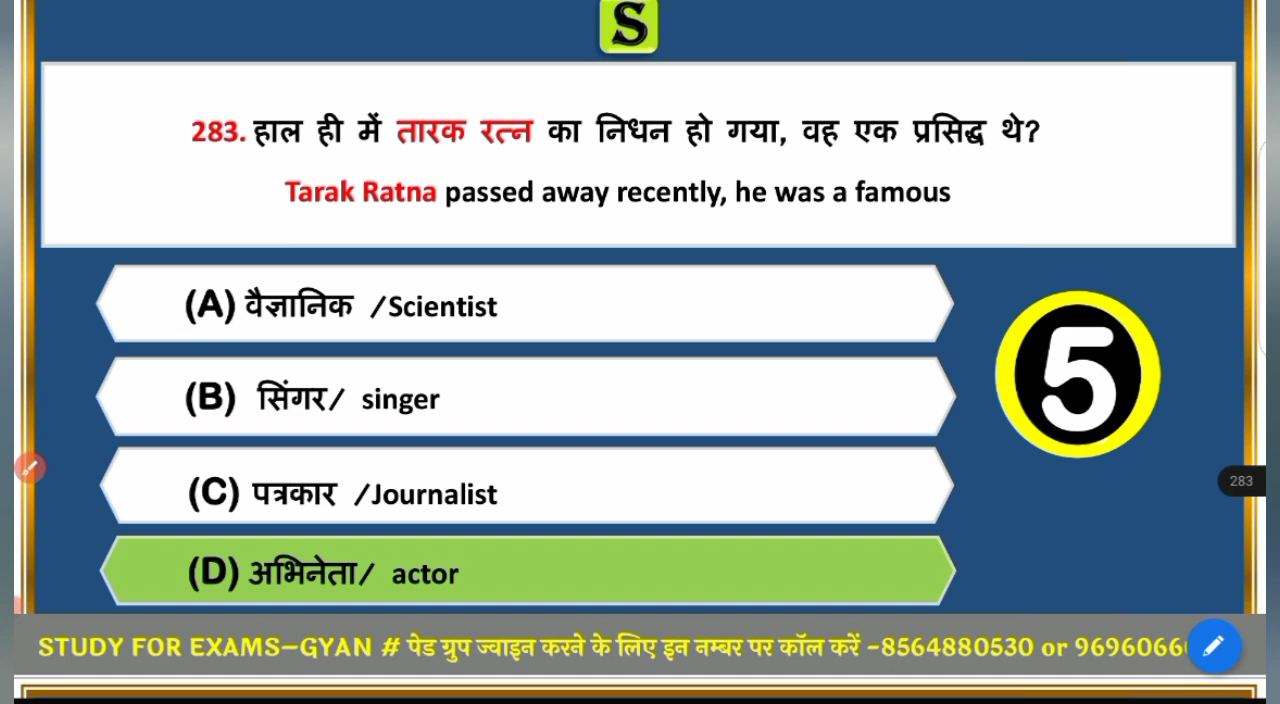 S
283. हाल ही में तारक रत्न का निधन हो गया, वह एक प्रसिद्ध थे?
Tarak Ratna passed away recently, he was a famous
(A) वैज्ञानिक /Scientist
(B) सिंगर/ singer
5
(C) पत्रकार /Journalist
283
(D) अभिनेता/ actor
STUDY FOR EXAMS-GYAN # पेड ग्रुप ज्वाइन करने के लिए इन नम्बर पर कॉल करें -8564880530 or 9696066